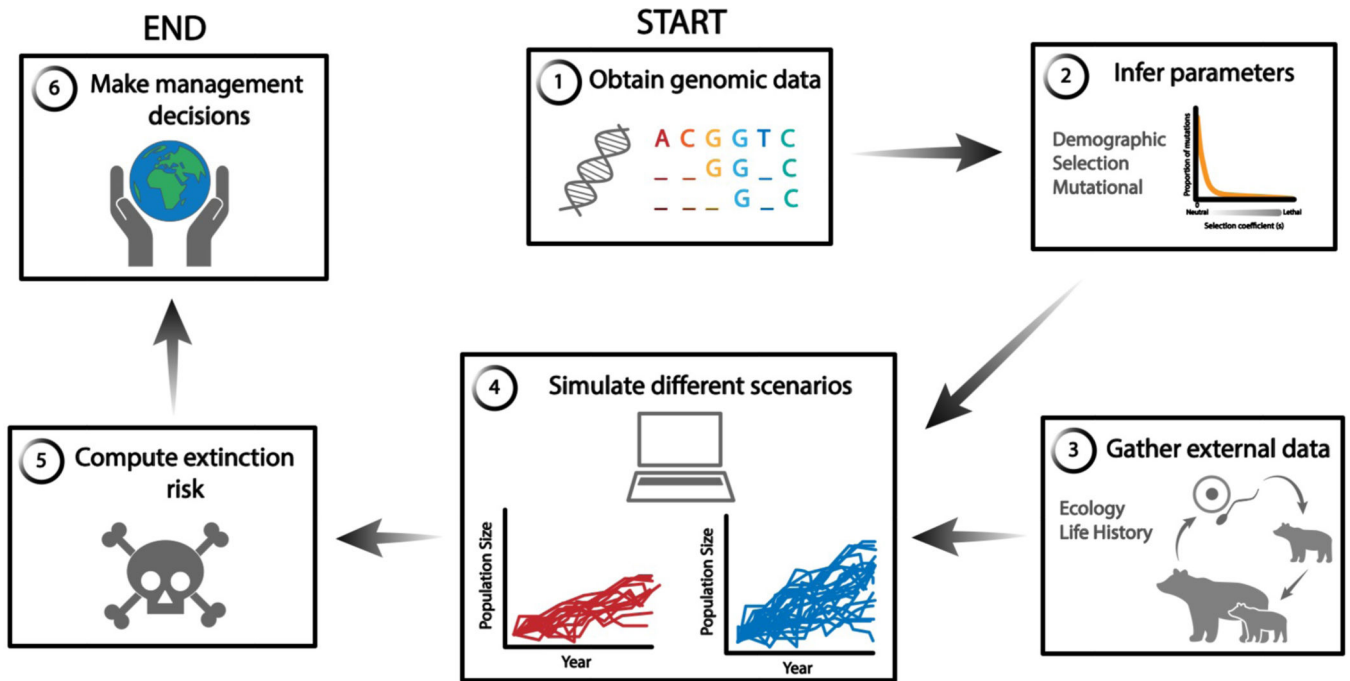 START
1
Obtain genomic data
A C G G T C
_ _ G G _ C
_ _ _ G _ C
2
Infer parameters
Demographic
Selection
Mutational
Proportion of mutations
0
Neutral
Lethal
Selection coefficient (s)
3
Gather external data
Ecology
Life History
4
Simulate different scenarios
Population Size
Year
Population Size
Year
5
Compute extinction
risk
END
6
Make management
decisions